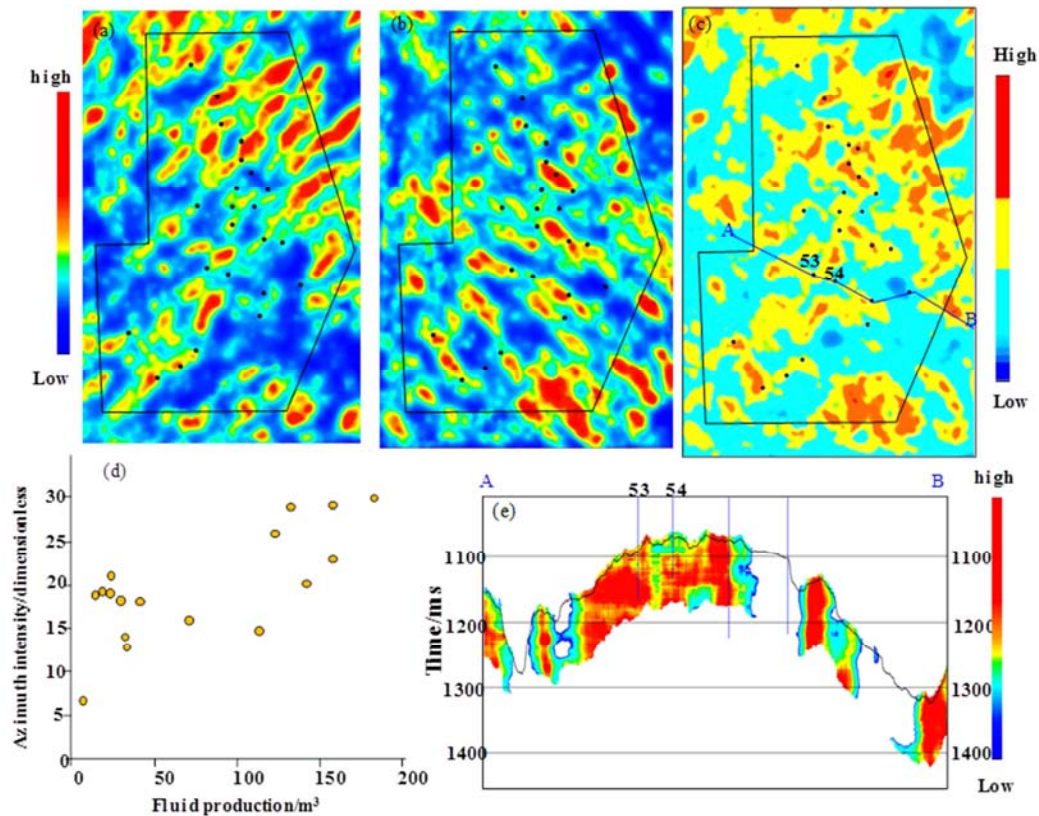 (a)
(b)
(c)
high
Low
High
Low
A
53
54
B
(d)
Azimuth intensity/dimensionless
30
25
20
15
10
5
0
0
50
100
150
200
Fluid production/m³
A
53
54
B
(e)
Time/ms
1100
1200
1300
1400
high
1100
1200
1300
1400
Low